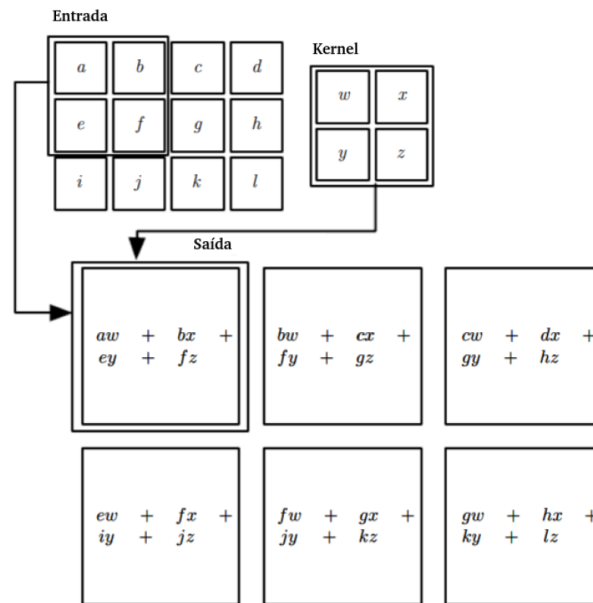 Entrada
a b c d
Kernel
w x
e f g h
y z
i j k l
Saída
aw + bx +
ey + fz
bw + cx +
fy + gz
cw + dx +
gy + hz
ew + fx +
iy + jz
fw + gx +
jy + kz
gw + hx +
ky + lz